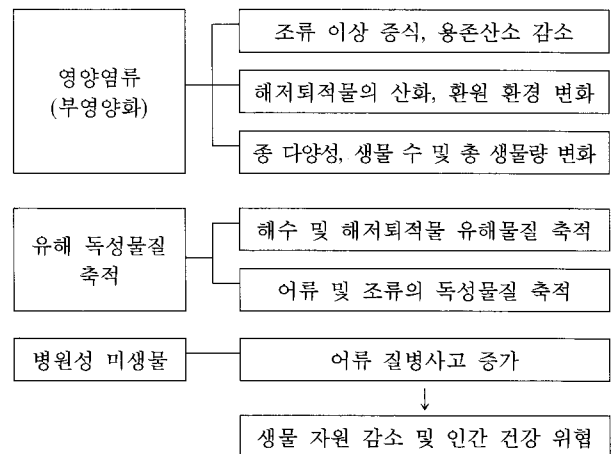 조류 이상 증식, 용존산소 감소
영양염류
(부영양화)
해저퇴적물의 산화, 환원 환경 변화
종 다양성, 생물 수 및 총 생물량 변화
유해 독성물질
축적
해수 및 해저퇴적물 유해물질 축적
어류 및 조류의 독성물질 축적
병원성 미생물
어류 질병사고 증가
생물 자원 감소 및 인간 건강 위협